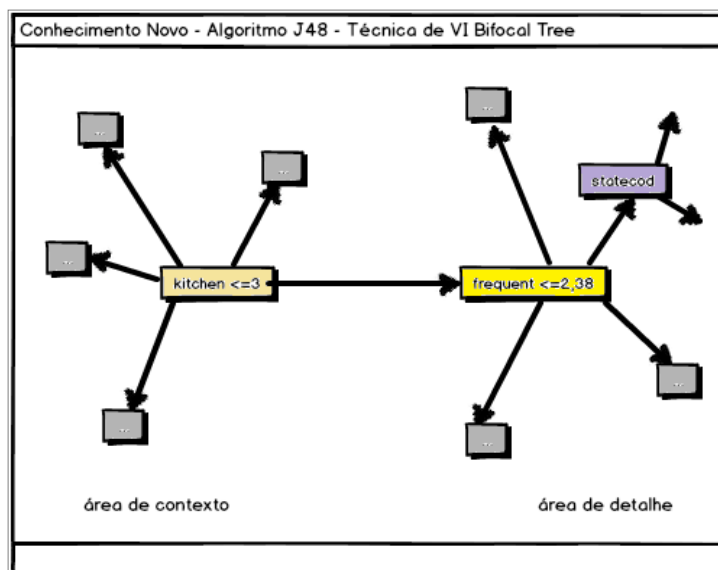 Conhecimento Novo - Algoritmo J48 - Técnica de VI Bifocal Tree
...
...
...
statecod
...
kitchen <=3
frequent <=2,38
...
...
...
área de contexto
área de detalhe